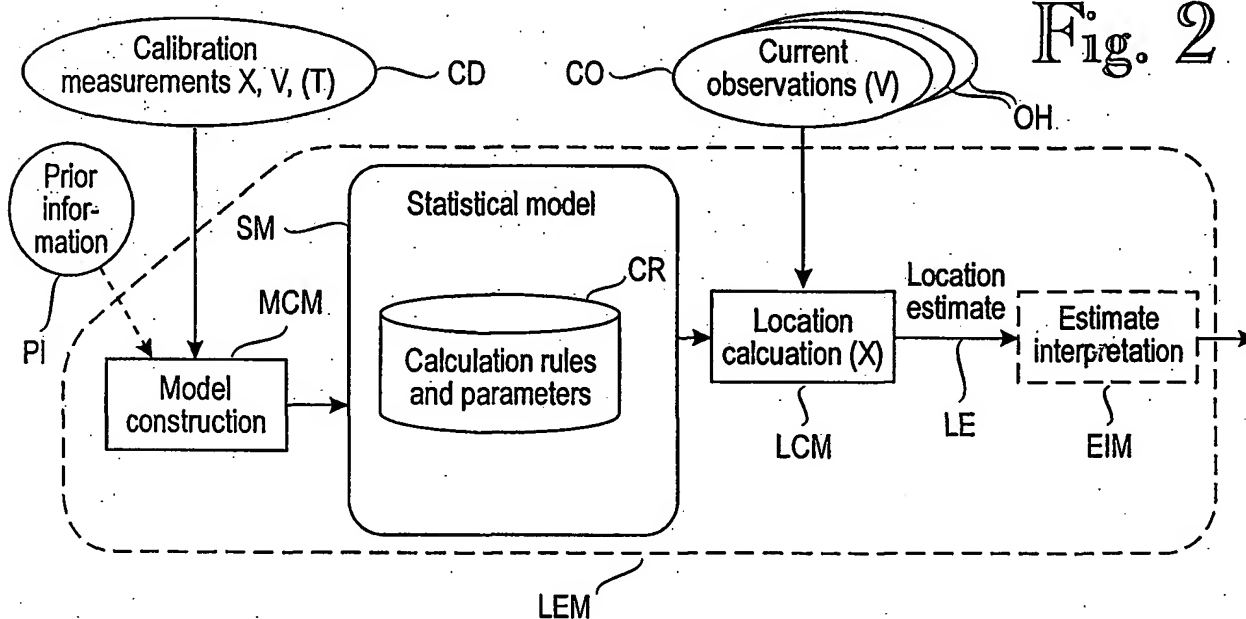 Fig. 2
Calibration
measurements X, V, (T)
CD
CO
Current
observations (V)
OH
Prior
infor-
mation
PI
SM
Statistical model
CR
Calculation rules
and parameters
MCM
Model
construction
Location
calcuation (X)
LCM
Location
estimate
LE
Estimate
interpretation
EIM
LEM